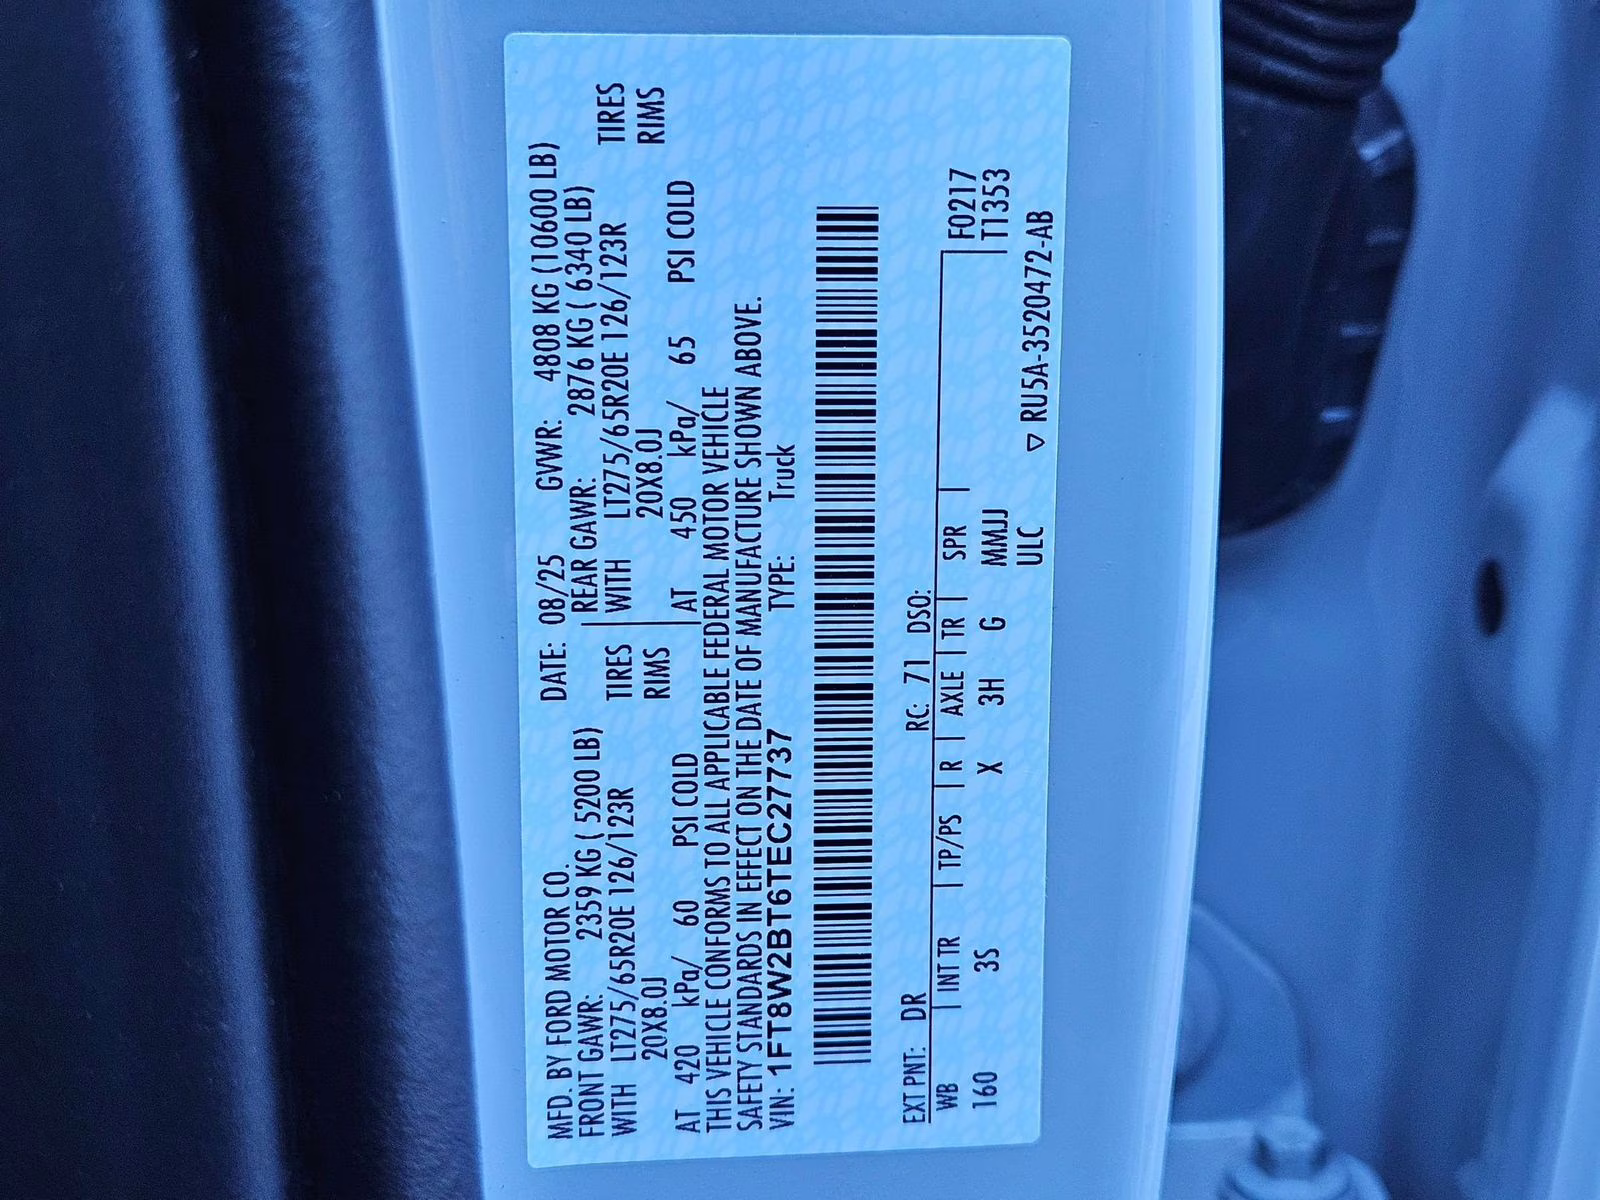 MFD. BY FORD MOTOR CO. DATE: 08/25 GVWR: 4808 KG (10600 LB)
FRONT GAWR: 2359 KG ( 5200 LB) REAR GAWR: 2876 KG ( 6340 LB)
WITH LT275/65R20E 126/123R TIRES WITH LT275/65R20E 126/123R TIRES
20X8.0J RIMS 20X8.0J RIMS
AT 420 kPa/ 60 PSI COLD AT 450 kPa/ 65 PSI COLD
THIS VEHICLE CONFORMS TO ALL APPLICABLE FEDERAL MOTOR VEHICLE
SAFETY STANDARDS IN EFFECT ON THE DATE OF MANUFACTURE SHOWN ABOVE.
VIN: 1FT8W2BT6TEC27737 TYPE: Truck
EXT PNT: DR RC: 71 DSO:
WB | INT TR | TP/PS | R | AXLE | TR | SPR | F0217
160 3S X 3H G MMJJ T1353
ULC ▽ RU5A-3520472-AB